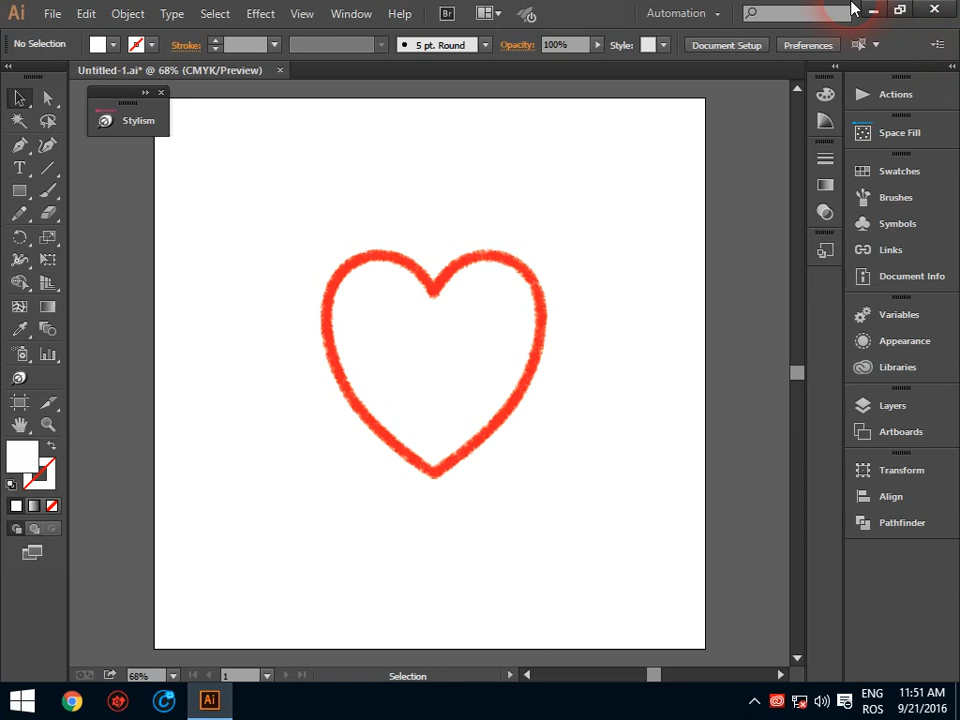 Ai File Edit Object Type Select Effect View Window Help Br Automation
No Selection Stroke: 5 pt. Round Opacity: 100% Style: Document Setup Preferences
Untitled-1.ai* @ 68% (CMYK/Preview)
Stylism
Actions
Space Fill
Swatches
Brushes
Symbols
Links
Document Info
Variables
Appearance
Libraries
Layers
Artboards
Transform
Align
Pathfinder
68% 1 Selection
Ai ENG 11:51 AM
ROS 9/21/2016